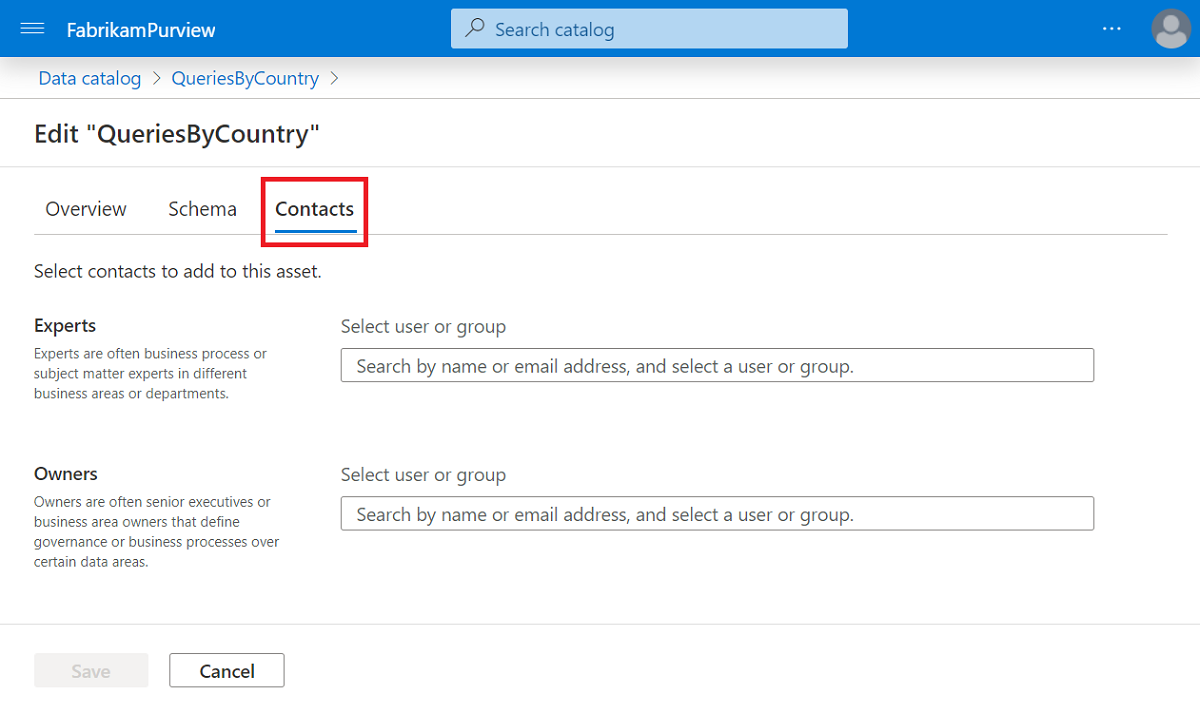 FabrikamPurview
Search catalog
...
Data catalog > QueriesByCountry >
Edit "QueriesByCountry"
Overview
Schema
Contacts
Select contacts to add to this asset.
Experts
Experts are often business process or
subject matter experts in different
business areas or departments.
Select user or group
Search by name or email address, and select a user or group.
Owners
Owners are often senior executives or
business area owners that define
governance or business processes over
certain data areas.
Select user or group
Search by name or email address, and select a user or group.
Save
Cancel